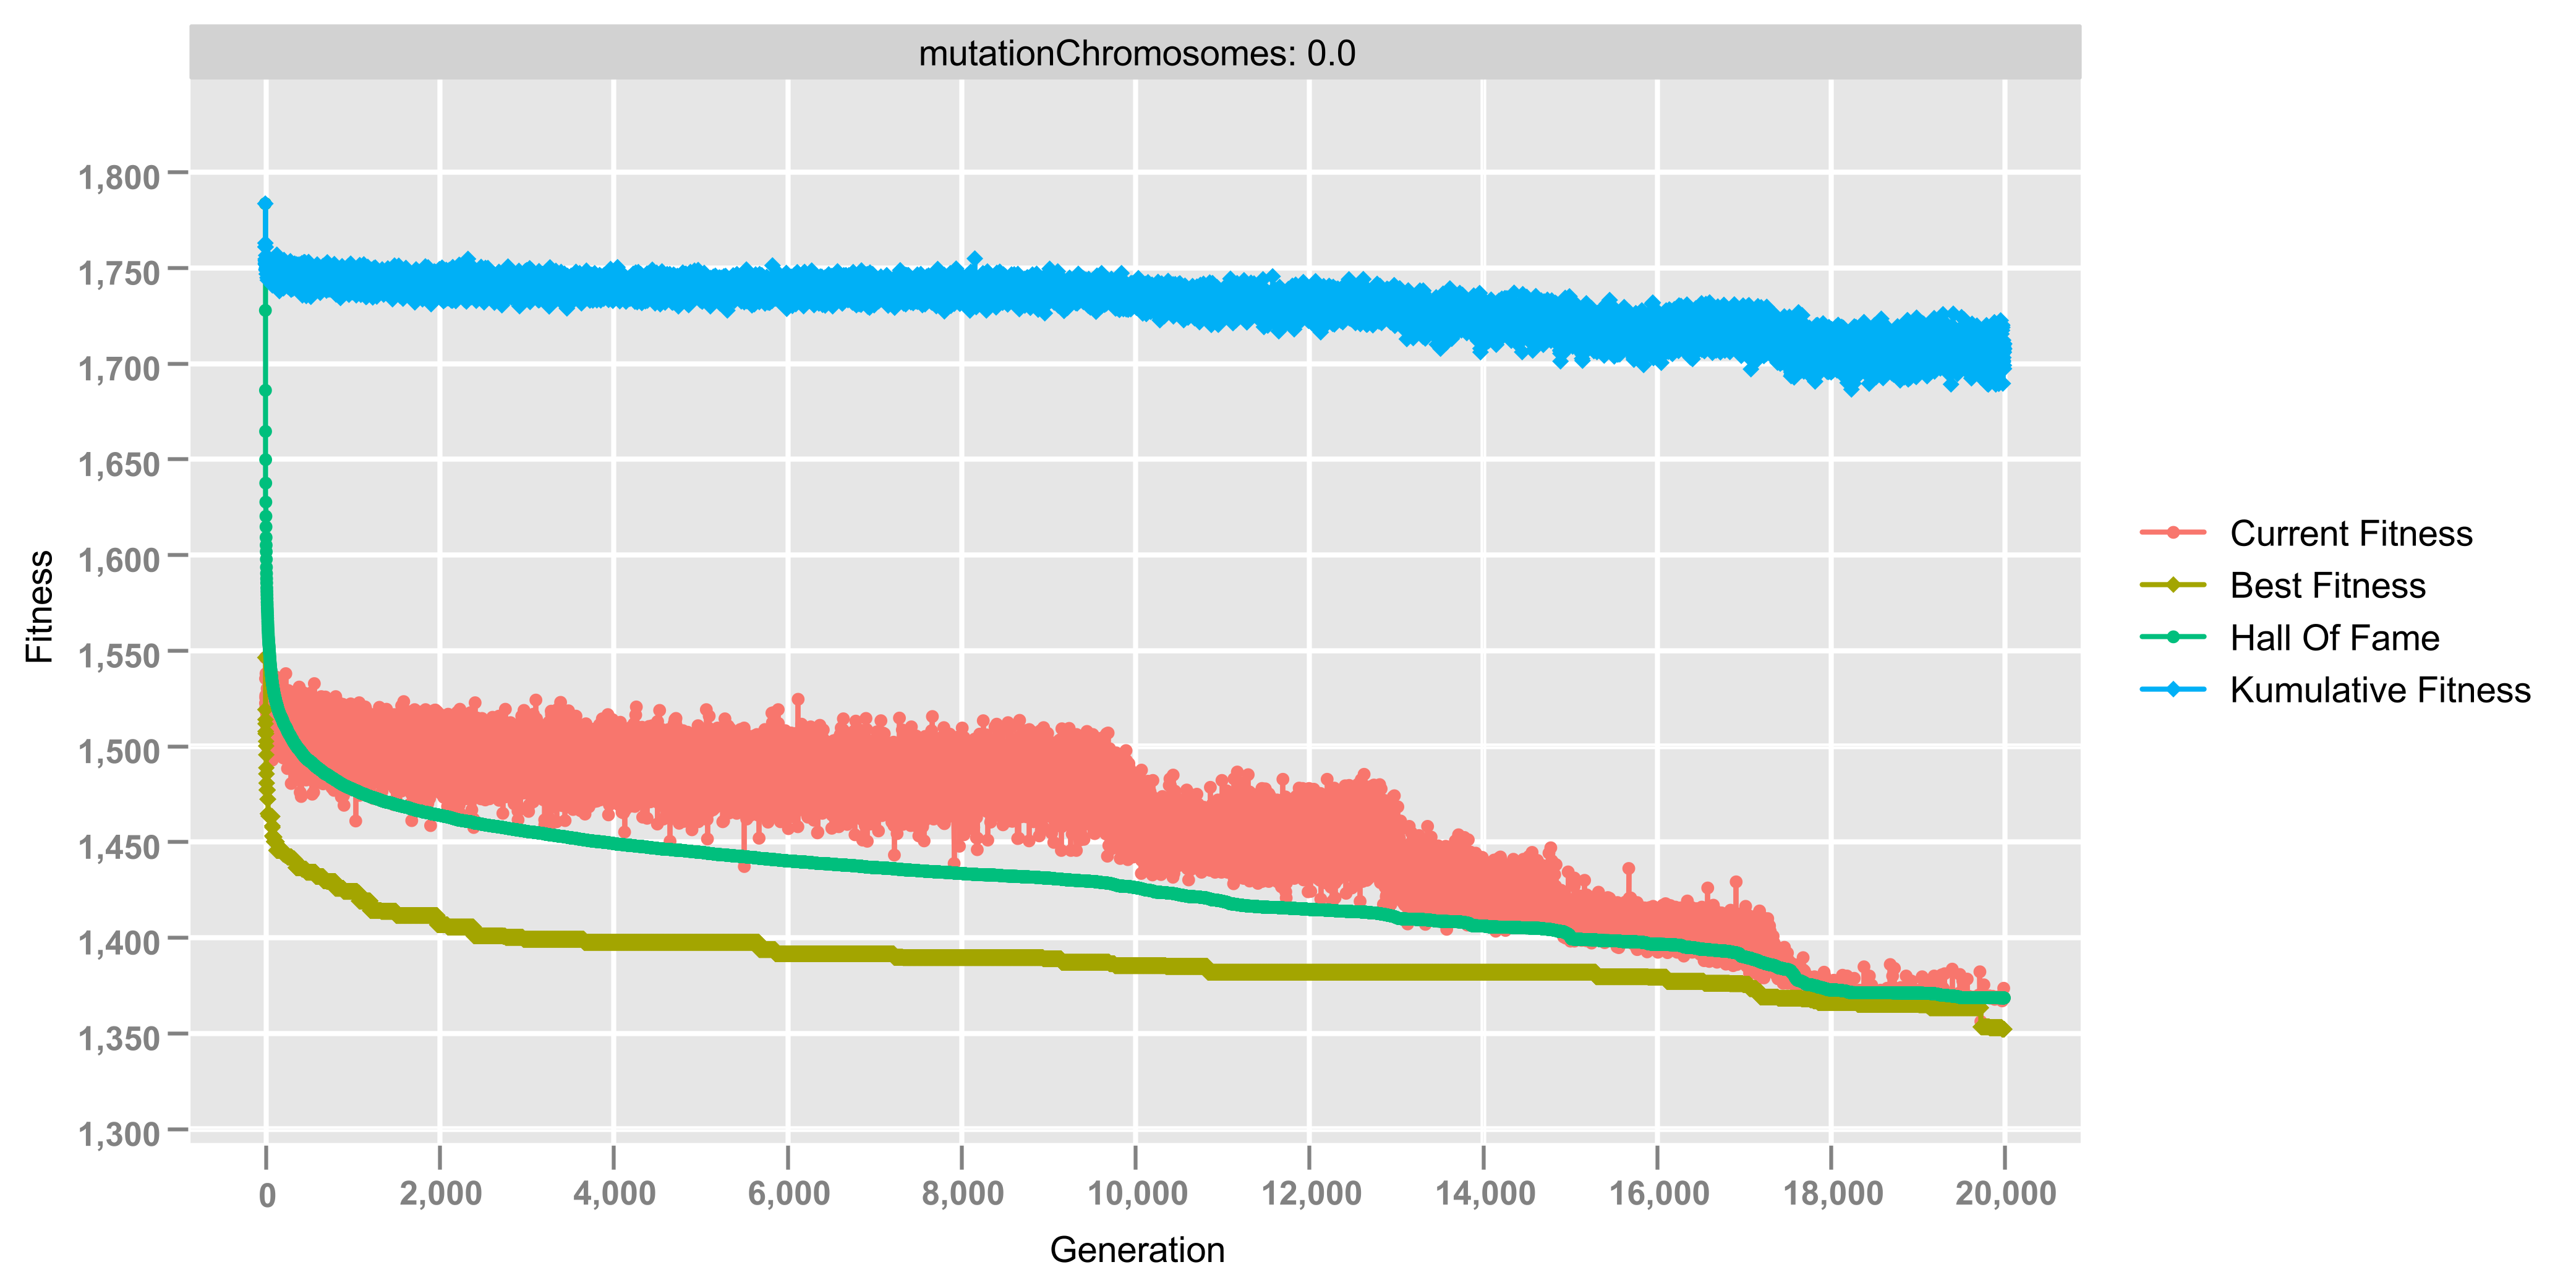 mutationChromosomes: 0.0
1,800
1,750
1,700
1,650
1,600
1,550
1,500
1,450
1,400
1,350
1,300
Fitness
0 2,000 4,000 6,000 8,000 10,000 12,000 14,000 16,000 18,000 20,000
Generation
Current Fitness
Best Fitness
Hall Of Fame
Kumulative Fitness